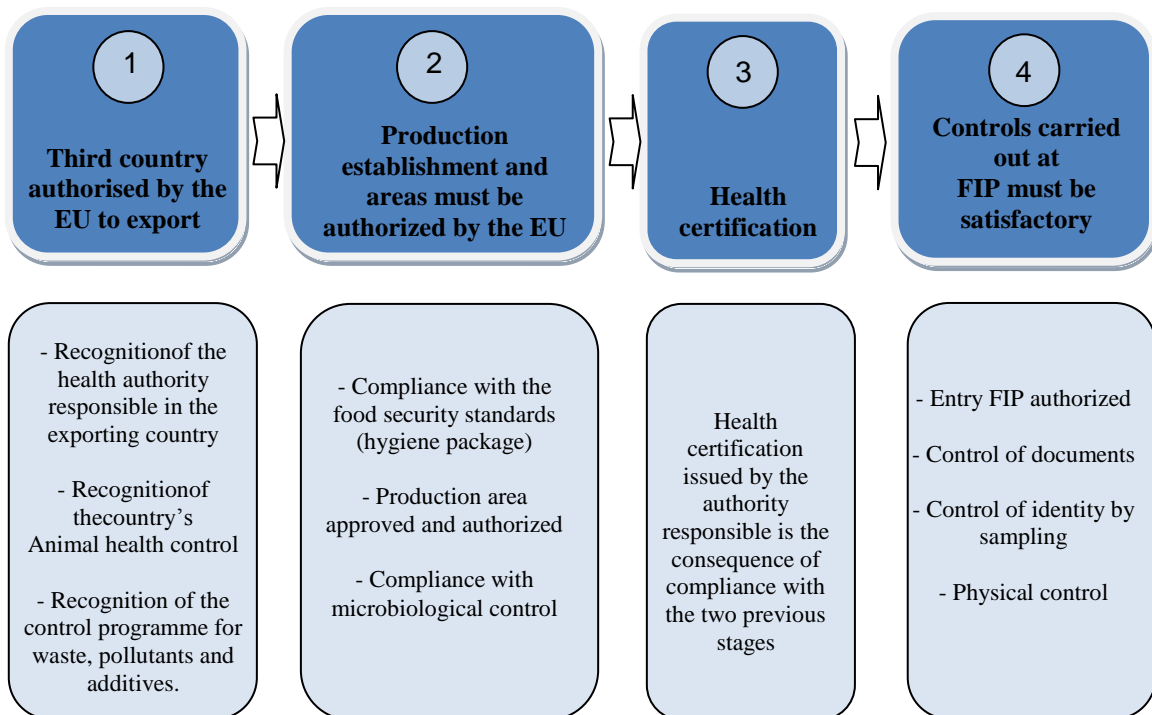 1
Third country
authorised by the
EU to export
2
Production
establishment and
areas must be
authorized by the EU
3
Health
certification
4
Controls carried
out at
FIP must be
satisfactory
- Recognitionof the
health authority
responsible in the
exporting country
- Recognitionof
thecountry's
Animal health control
- Recognition of the
control programme for
waste, pollutants and
additives.
- Compliance with the
food security standards
(hygiene package)
- Production area
approved and authorized
- Compliance with
microbiological control
Health
certification
issued by the
authority
responsible is the
consequence of
compliance with
the two previous
stages
- Entry FIP authorized
- Control of documents
- Control of identity by
sampling
- Physical control